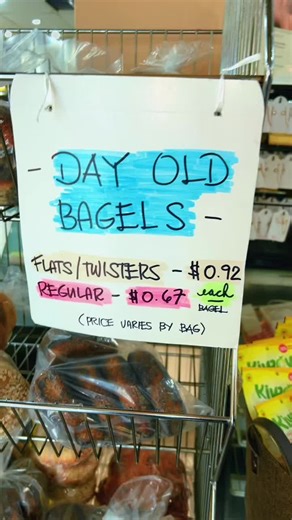 - DAY OLD
BAGELS -
FLATS/TWISTERS - $0.92
REGULAR - $0.67 each
BAGEL
(PRICE VARIES BY BAG)